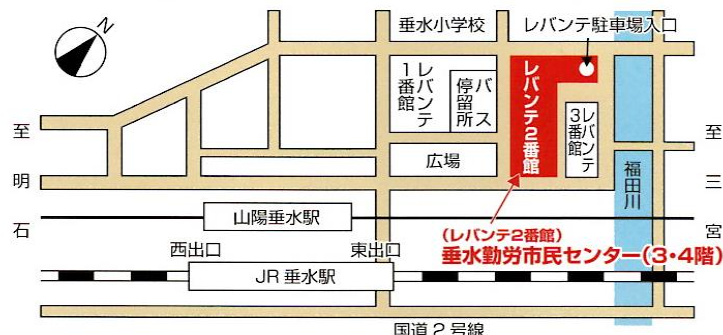 N
垂水小学校
レバンテ駐車場入口
レバンテ
1番館
バス
停留所
レバンテ2番館
レバンテ
3番館
広場
福田川
至明石
至三宮
山陽垂水駅
(レバンテ2番館)
垂水勤労市民センター(3・4階)
西出口
東出口
JR垂水駅
国道2号線